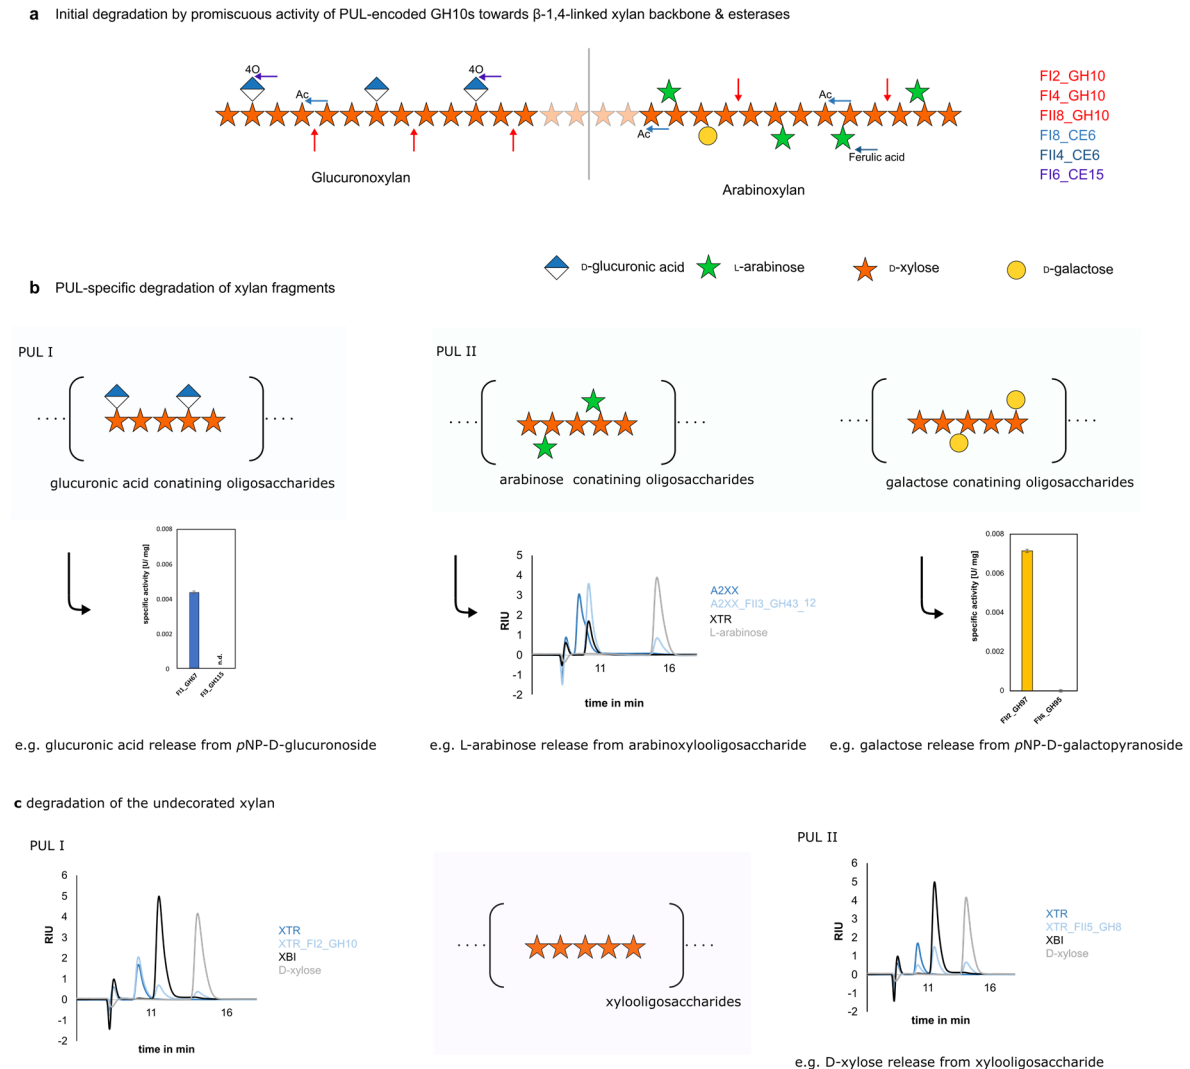 a Initial degradation by promiscuous activity of PUL-encoded GH10s towards β-1,4-linked xylan backbone & esterases
4O
4O
Ac
Ac
Ac
Ferulic acid
Glucuronoxylan
Arabinoxylan
FI2_GH10
FI4_GH10
FII8_GH10
FI8_CE6
FII4_CE6
FI6_CE15
D-glucuronic acid
L-arabinose
D-xylose
D-galactose
b PUL-specific degradation of xylan fragments
PUL I
glucuronic acid conatining oligosaccharides
PUL II
arabinose conatining oligosaccharides
galactose conatining oligosaccharides
specific activity [U/ mg]
0.008
0.006
0.004
0.002
0
n.d.
FI1_GH67
FI3_GH115
e.g. glucuronic acid release from pNP-D-glucuronoside
RIU
5
4
3
2
1
0
-1
-2
11
16
time in min
A2XX
A2XX_FII3_GH43_12
XTR
L-arabinose
e.g. L-arabinose release from arabinoxylooligosaccharide
specific activity [U/ mg]
0.008
0.006
0.004
0.002
0
FII2_GH97
FII6_GH95
e.g. galactose release from pNP-D-galactopyranoside
c degradation of the undecorated xylan
PUL I
RIU
6
5
4
3
2
1
0
-1
-2
11
16
time in min
XTR
XTR_FI2_GH10
XBI
D-xylose
xylooligosaccharides
PUL II
RIU
6
5
4
3
2
1
0
-1
-2
11
16
time in min
XTR
XTR_FII5_GH8
XBI
D-xylose
e.g. D-xylose release from xylooligosaccharide